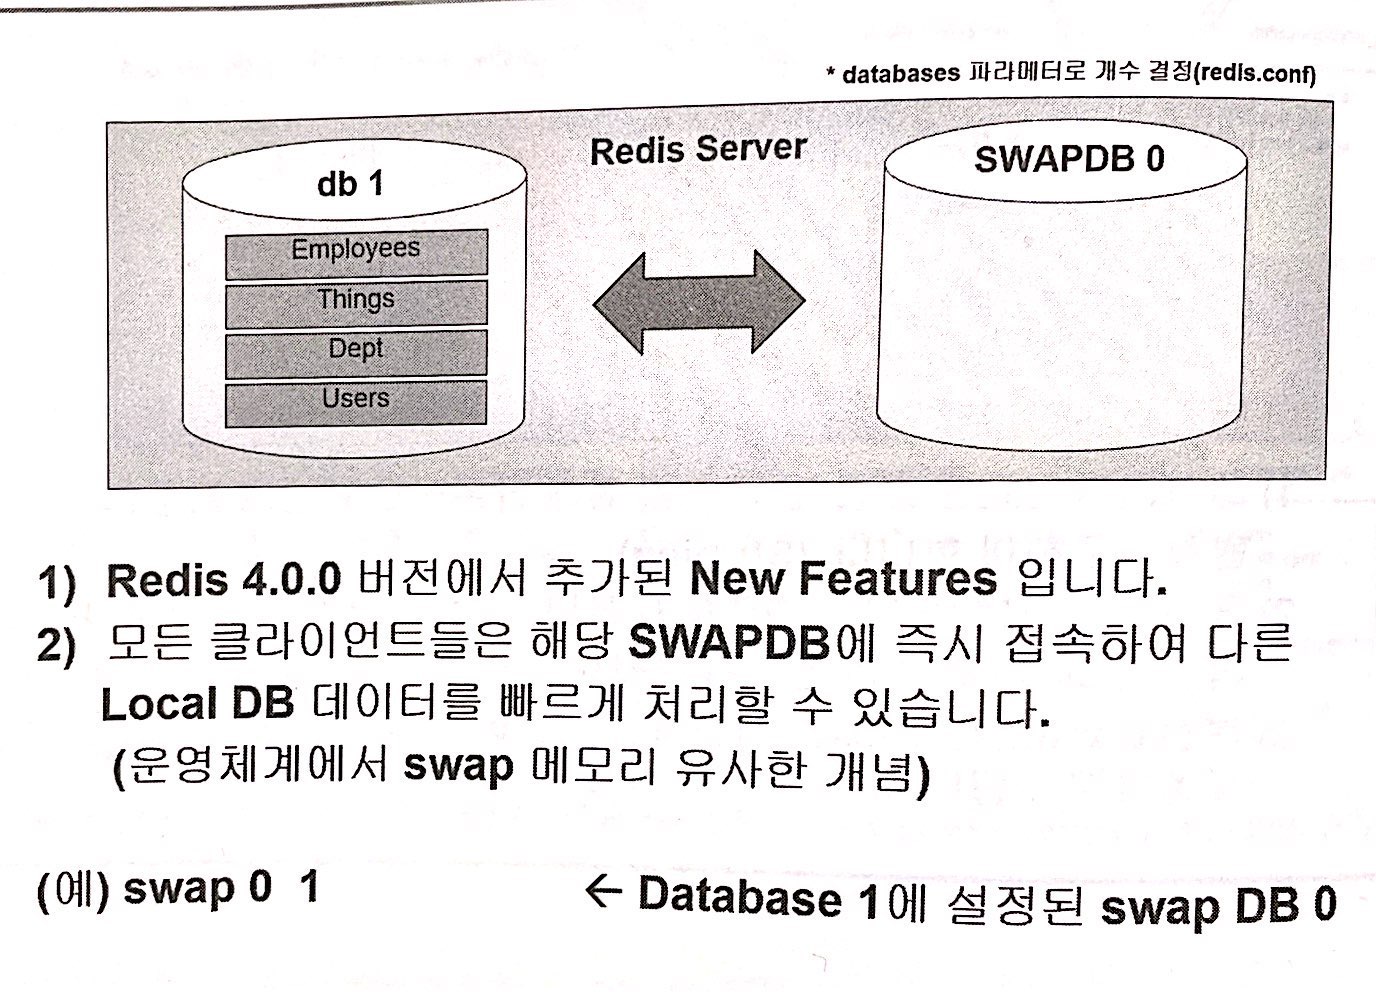 * databases 파라메터로 개수 결정(redis.conf)
Redis Server
db 1
Employees
Things
Dept
Users
SWAPDB 0
1) Redis 4.0.0 버전에서 추가된 New Features 입니다.
2) 모든 클라이언트들은 해당 SWAPDB에 즉시 접속하여 다른
Local DB 데이터를 빠르게 처리할 수 있습니다.
(운영체계에서 swap 메모리 유사한 개념)
(예) swap 0 1 ← Database 1에 설정된 swap DB 0